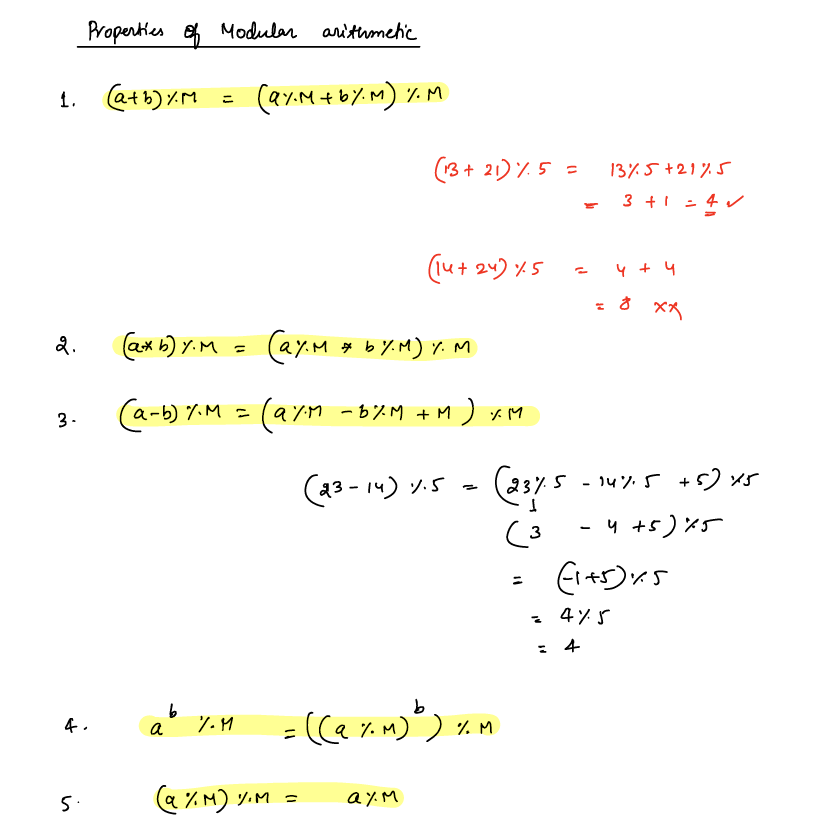 Properties of Modular arithmetic
1. (a+b)%M = (a%M + b%M) % M
(13 + 21) % 5 = 13%5 + 21%5
= 3 + 1 = 4 ✓
(14 + 24) % 5 = 4 + 4
= 8 xx
2. (a*b)%M = (a%M * b%M) % M
3. (a-b)%M = (a%M - b%M + M) % M
(23 - 14) % 5 = (23%5 - 14%5 + 5) %5
(3 - 4 + 5) %5
= (-1+5)%5
= 4%5
= 4
4. a^b % M = ((a % M)^b) % M
5. (a%M)%M = a%M